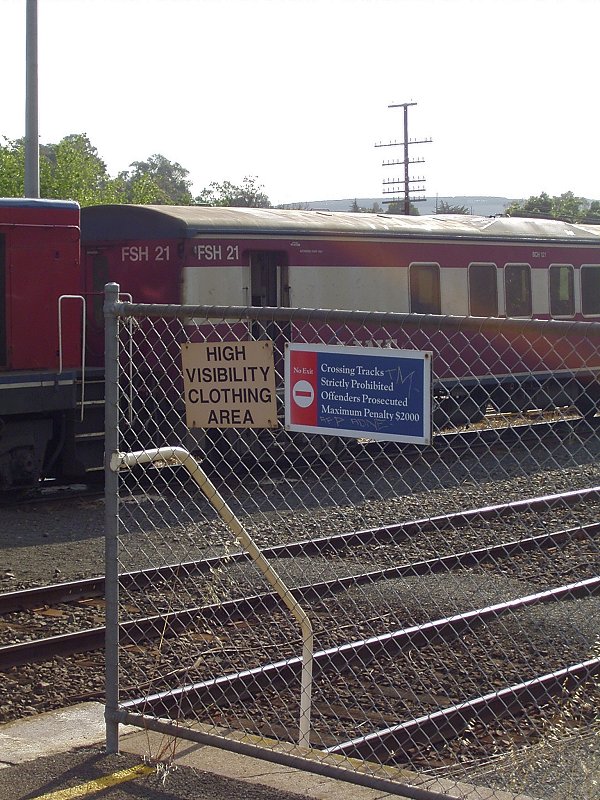 FSH 21
FSH 21
HIGH
VISIBILITY
CLOTHING
AREA
No Exit
Crossing Tracks
Strictly Prohibited
Offenders Prosecuted
Maximum Penalty $2000
TM